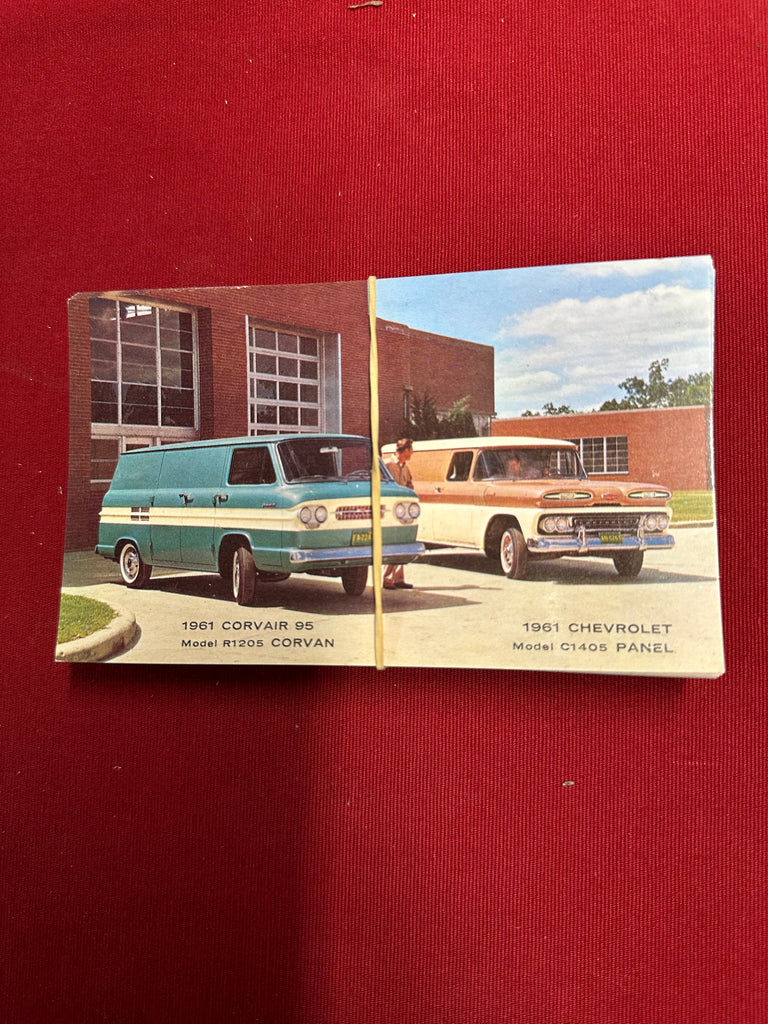 1961 CORVAIR 95
Model R1205 CORVAN
1961 CHEVROLET
Model C1405 PANEL